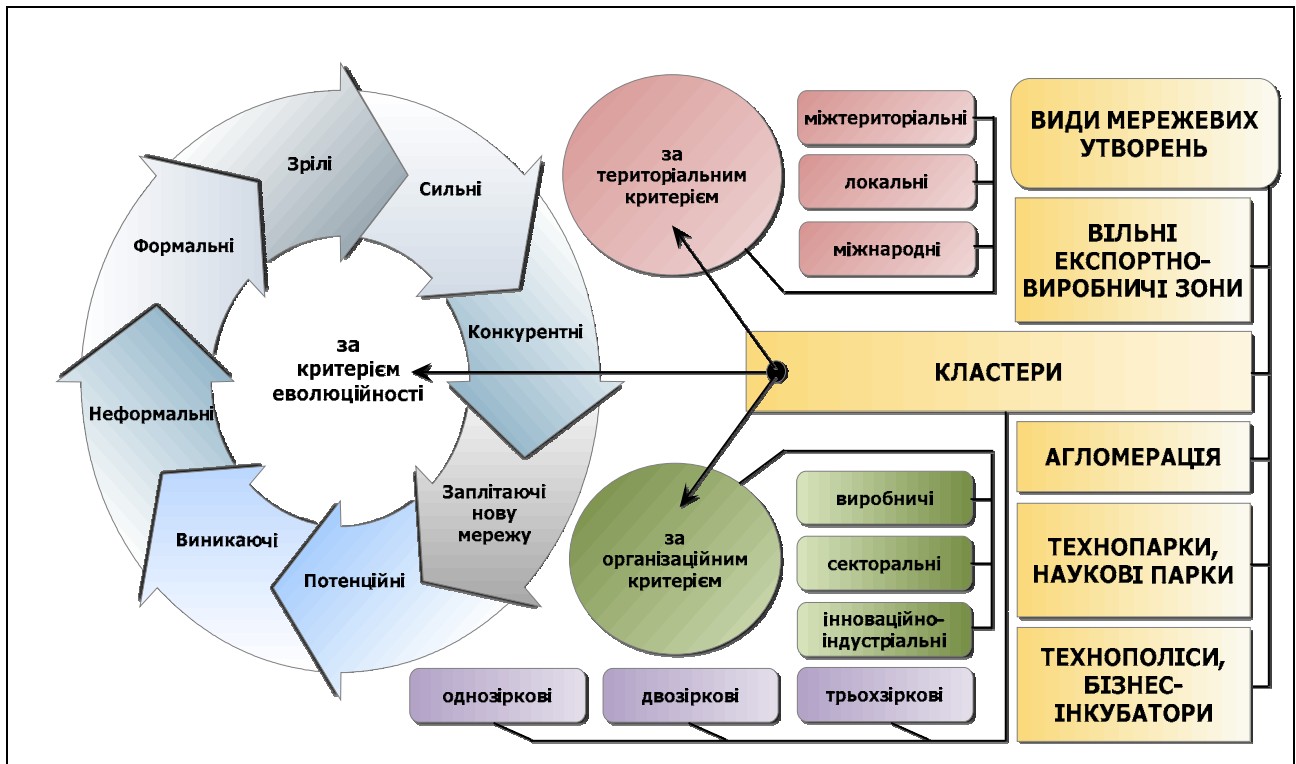 Зрілі
Сильні
Конкурентні
Заплітаючі
нову
мережу
Потенційні
Виникаючі
Неформальні
Формальні
за
критерієм
еволюційності
за
територіальним
критерієм
міжтериторіальні
локальні
міжнародні
за
організаційним
критерієм
виробничі
секторальні
інноваційно-
індустріальні
однозіркові
двозіркові
трьохзіркові
ВИДИ МЕРЕЖЕВИХ
УТВОРЕНЬ
ВІЛЬНІ
ЕКСПОРТНО-
ВИРОБНИЧІ ЗОНИ
КЛАСТЕРИ
АГЛОМЕРАЦІЯ
ТЕХНОПАРКИ,
НАУКОВІ ПАРКИ
ТЕХНОПОЛІСИ,
БІЗНЕС-
ІНКУБАТОРИ